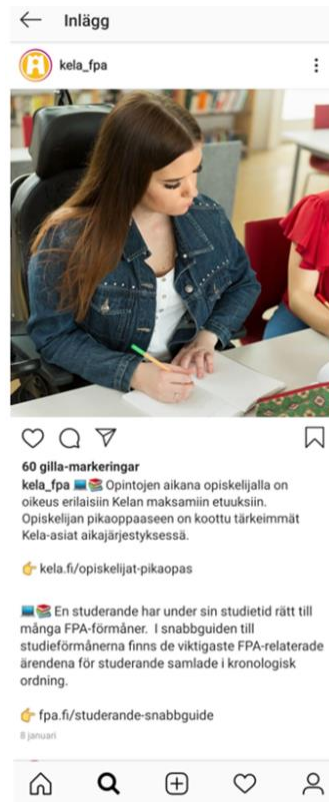 Inlägg
kela_fpa
60 gilla-markeringar
kela_fpa 💻📚 Opintojen aikana opiskelijalla on
oikeus erilaisiin Kelan maksamiin etuuksiin.
Opiskelijan pikaoppaaseen on koottu tärkeimmät
Kela-asiat aikajärjestyksessä.
👉 kela.fi/opiskelijat-pikaopas
💻📚 En studerande har under sin studietid rätt till
många FPA-förmåner. I snabbguiden till
studieförmånerna finns de viktigaste FPA-relaterade
ärendena för studerande samlade i kronologisk
ordning.
👉 fpa.fi/studerande-snabbguide
8 januari